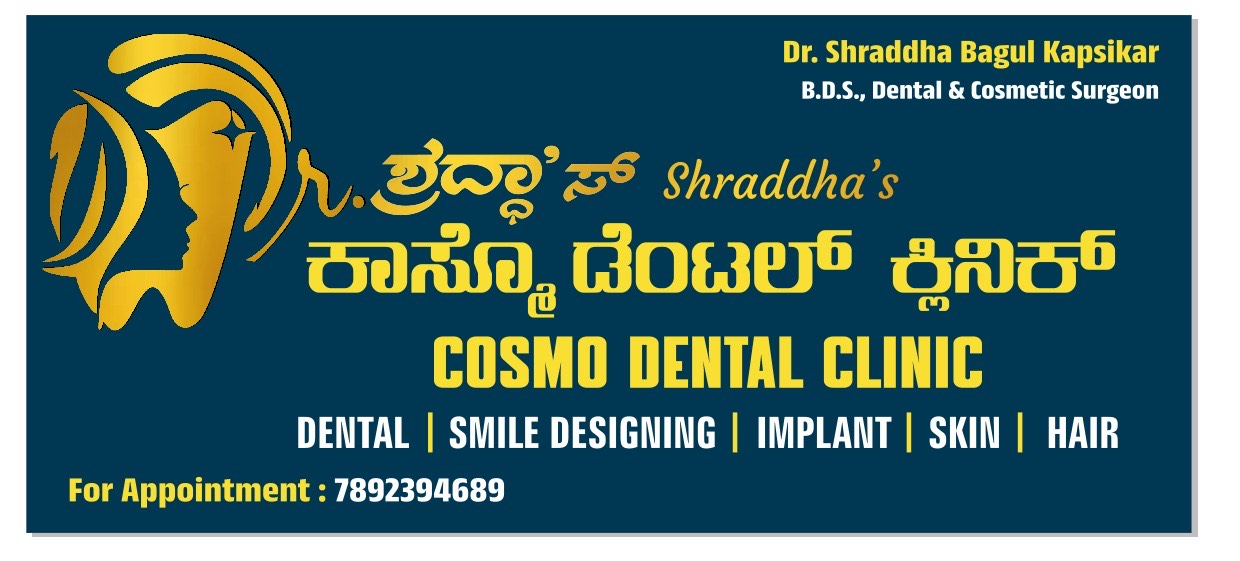 Dr. Shraddha Bagul Kapsikar
B.D.S., Dental & Cosmetic Surgeon
Dr. ಶ್ರದ್ಧಾ'ಸ್ Shraddha's
ಕಾಸ್ಮೊ ಡೆಂಟಲ್ ಕ್ಲಿನಿಕ್
COSMO DENTAL CLINIC
DENTAL | SMILE DESIGNING | IMPLANT | SKIN | HAIR
For Appointment : 7892394689